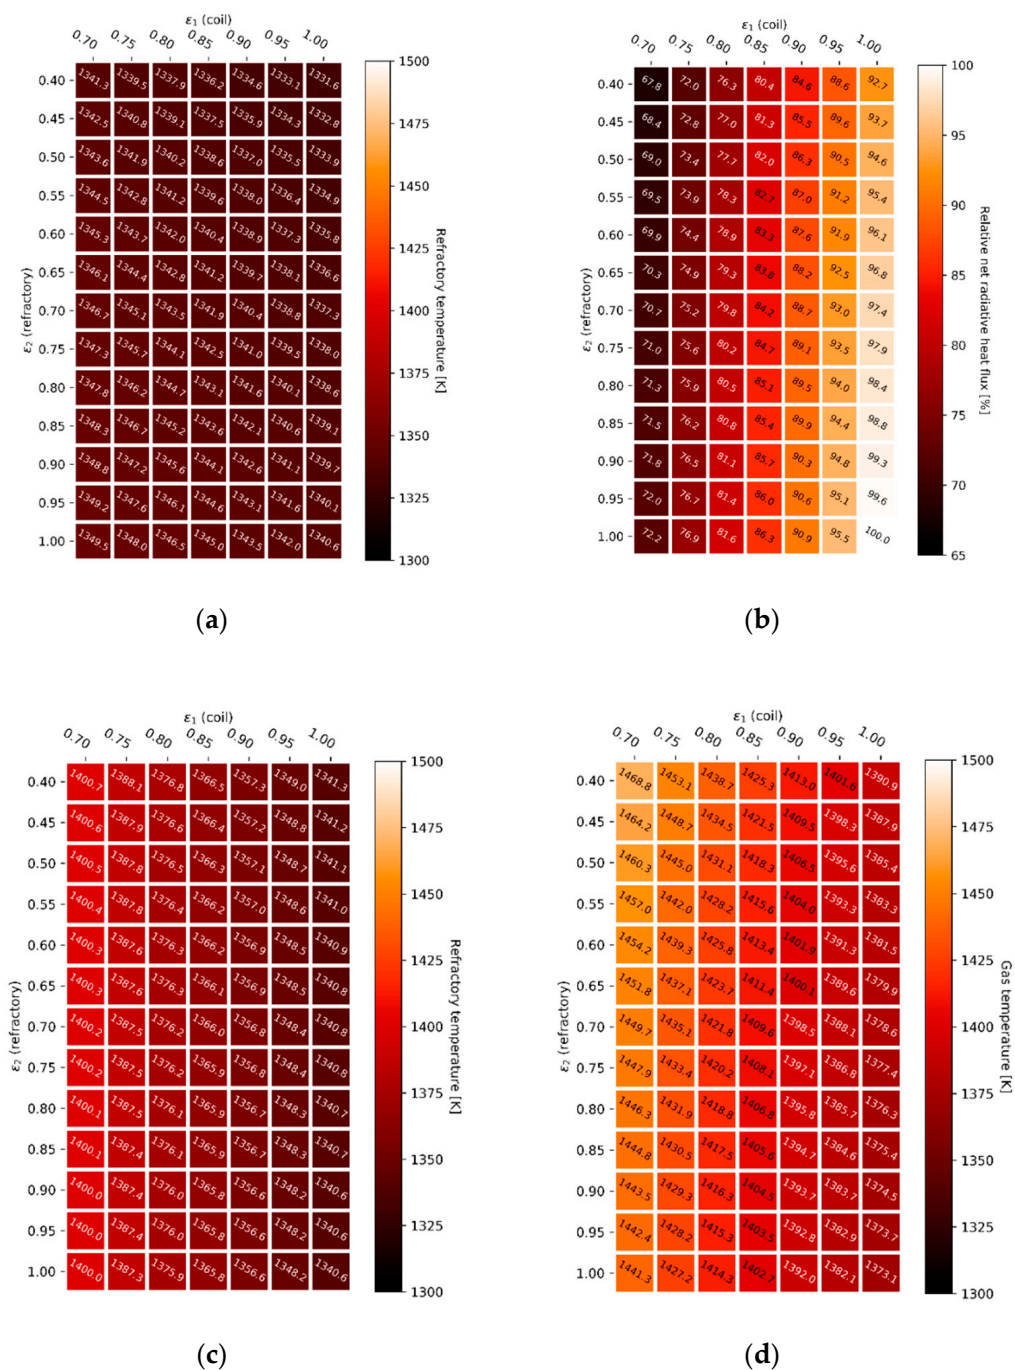 ε1 (coil)
0.70 0.75 0.80 0.85 0.90 0.95 1.00
0.40 1341.3 1339.5 1337.9 1336.2 1334.6 1333.1 1331.6
0.45 1342.5 1340.8 1339.1 1337.5 1335.9 1334.3 1332.8
0.50 1343.6 1341.9 1340.2 1338.6 1337.0 1335.5 1333.9
0.55 1344.5 1342.8 1341.2 1339.6 1338.0 1336.4 1334.9
0.60 1345.3 1343.7 1342.0 1340.4 1338.9 1337.3 1335.8
0.65 1346.1 1344.4 1342.8 1341.2 1339.7 1338.1 1336.6
0.70 1346.7 1345.1 1343.5 1341.9 1340.4 1338.8 1337.3
0.75 1347.3 1345.7 1344.1 1342.5 1341.0 1339.5 1338.0
0.80 1347.8 1346.2 1344.7 1343.1 1341.6 1340.1 1338.6
0.85 1348.3 1346.7 1345.2 1343.6 1342.1 1340.6 1339.1
0.90 1348.8 1347.2 1345.6 1344.1 1342.6 1341.1 1339.7
0.95 1349.2 1347.6 1346.1 1344.6 1343.1 1341.6 1340.1
1.00 1349.5 1348.0 1346.5 1345.0 1343.5 1342.0 1340.6
ε2 (refractory)
1500
1475
1450
1425
1400
1375
1350
1325
1300
Refractory temperature [K]
(a)
ε1 (coil)
0.70 0.75 0.80 0.85 0.90 0.95 1.00
0.40 67.8 72.0 76.3 80.4 84.6 88.6 92.7
0.45 68.4 72.8 77.0 81.3 85.5 89.6 93.7
0.50 69.0 73.4 77.7 82.0 86.3 90.5 94.6
0.55 69.5 73.9 78.3 82.7 87.0 91.2 95.4
0.60 69.9 74.4 78.9 83.3 87.6 91.9 96.1
0.65 70.3 74.9 79.3 83.8 88.2 92.5 96.8
0.70 70.7 75.2 79.8 84.2 88.7 93.0 97.4
0.75 71.0 75.6 80.2 84.7 89.1 93.5 97.9
0.80 71.3 75.9 80.5 85.1 89.5 94.0 98.4
0.85 71.5 76.2 80.8 85.4 89.9 94.4 98.8
0.90 71.8 76.5 81.1 85.7 90.3 94.8 99.3
0.95 72.0 76.7 81.4 86.0 90.6 95.1 99.6
1.00 72.2 76.9 81.6 86.3 90.9 95.5 100.0
ε2 (refractory)
100
95
90
85
80
75
70
65
Relative net radiative heat flux [%]
(b)
ε1 (coil)
0.70 0.75 0.80 0.85 0.90 0.95 1.00
0.40 1400.7 1388.1 1376.8 1366.5 1357.3 1349.0 1341.3
0.45 1400.6 1387.9 1376.6 1366.4 1357.2 1348.8 1341.2
0.50 1400.5 1387.8 1376.5 1366.3 1357.1 1348.7 1341.1
0.55 1400.4 1387.8 1376.4 1366.2 1357.0 1348.6 1341.0
0.60 1400.3 1387.6 1376.3 1366.2 1356.9 1348.5 1340.9
0.65 1400.3 1387.6 1376.3 1366.1 1356.9 1348.5 1340.8
0.70 1400.2 1387.5 1376.2 1366.0 1356.8 1348.4 1340.8
0.75 1400.2 1387.5 1376.2 1365.9 1356.8 1348.4 1340.8
0.80 1400.1 1387.5 1376.1 1365.9 1356.7 1348.3 1340.7
0.85 1400.1 1387.4 1376.1 1365.9 1356.7 1348.3 1340.7
0.90 1400.0 1387.4 1376.0 1365.8 1356.6 1348.2 1340.6
0.95 1400.0 1387.4 1376.0 1365.8 1356.6 1348.2 1340.6
1.00 1400.0 1387.3 1375.9 1365.8 1356.6 1348.2 1340.6
ε2 (refractory)
1500
1475
1450
1425
1400
1375
1350
1325
1300
Refractory temperature [K]
(c)
ε1 (coil)
0.70 0.75 0.80 0.85 0.90 0.95 1.00
0.40 1468.8 1453.1 1438.7 1425.3 1413.0 1401.6 1390.9
0.45 1464.2 1448.7 1434.5 1421.5 1409.5 1398.3 1387.9
0.50 1460.3 1445.0 1431.1 1418.3 1406.5 1395.6 1385.4
0.55 1457.0 1442.0 1428.2 1415.6 1404.0 1393.3 1383.3
0.60 1454.2 1439.3 1425.8 1413.4 1401.9 1391.3 1381.5
0.65 1451.8 1437.1 1423.7 1411.4 1400.1 1389.6 1379.9
0.70 1449.7 1435.1 1421.8 1409.6 1398.5 1388.1 1378.6
0.75 1447.9 1433.4 1420.2 1408.1 1397.1 1386.8 1377.4
0.80 1446.3 1431.9 1418.8 1406.8 1395.8 1385.7 1376.3
0.85 1444.8 1430.5 1417.5 1405.6 1394.7 1384.6 1375.4
0.90 1443.5 1429.3 1416.3 1404.5 1393.7 1383.7 1374.5
0.95 1442.4 1428.2 1415.3 1403.5 1392.8 1382.9 1373.7
1.00 1441.3 1427.2 1414.3 1402.7 1392.0 1382.1 1373.1
ε2 (refractory)
1500
1475
1450
1425
1400
1375
1350
1325
1300
Gas temperature [K]
(d)